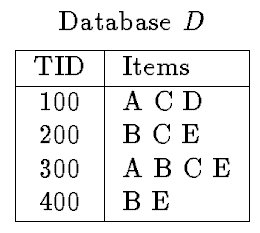 Database D
TID Items
100 A C D
200 B C E
300 A B C E
400 B E